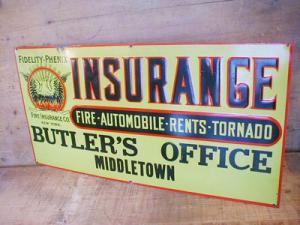 FIDELITY-PHENIX
FIRE INSURANCE CO.
NEW YORK
INSURANCE
FIRE-AUTOMOBILE-RENTS-TORNADO
BUTLER'S OFFICE
MIDDLETOWN